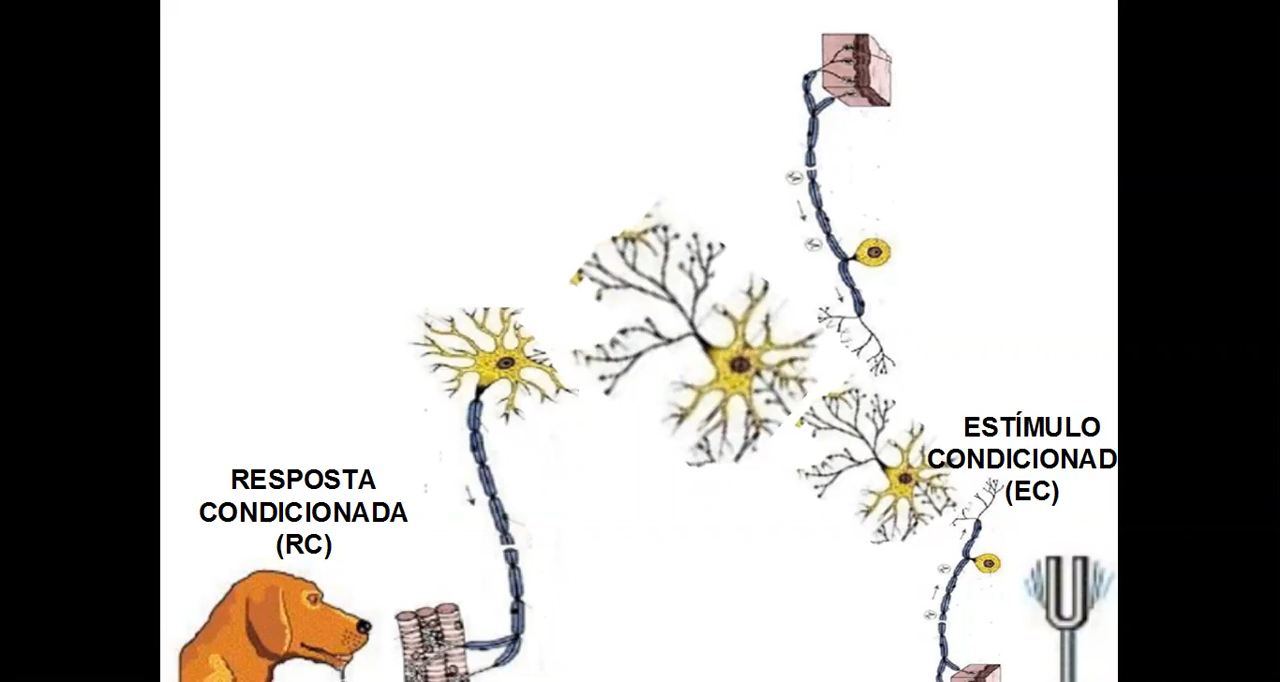 ESTÍMULO
CONDICIONAD
(EC)
RESPOSTA
CONDICIONADA
(RC)